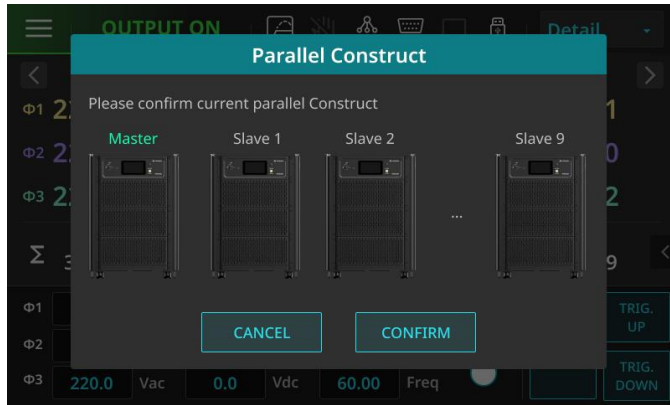 OUTPUT ON
Detail
Parallel Construct
Please confirm current parallel Construct
Master Slave 1 Slave 2 Slave 9
...
Φ1
Φ2
Φ3
Σ
CANCEL CONFIRM
Φ1
TRIG.
UP
Φ2
Φ3 220.0 Vac 0.0 Vdc 60.00 Freq
TRIG.
DOWN